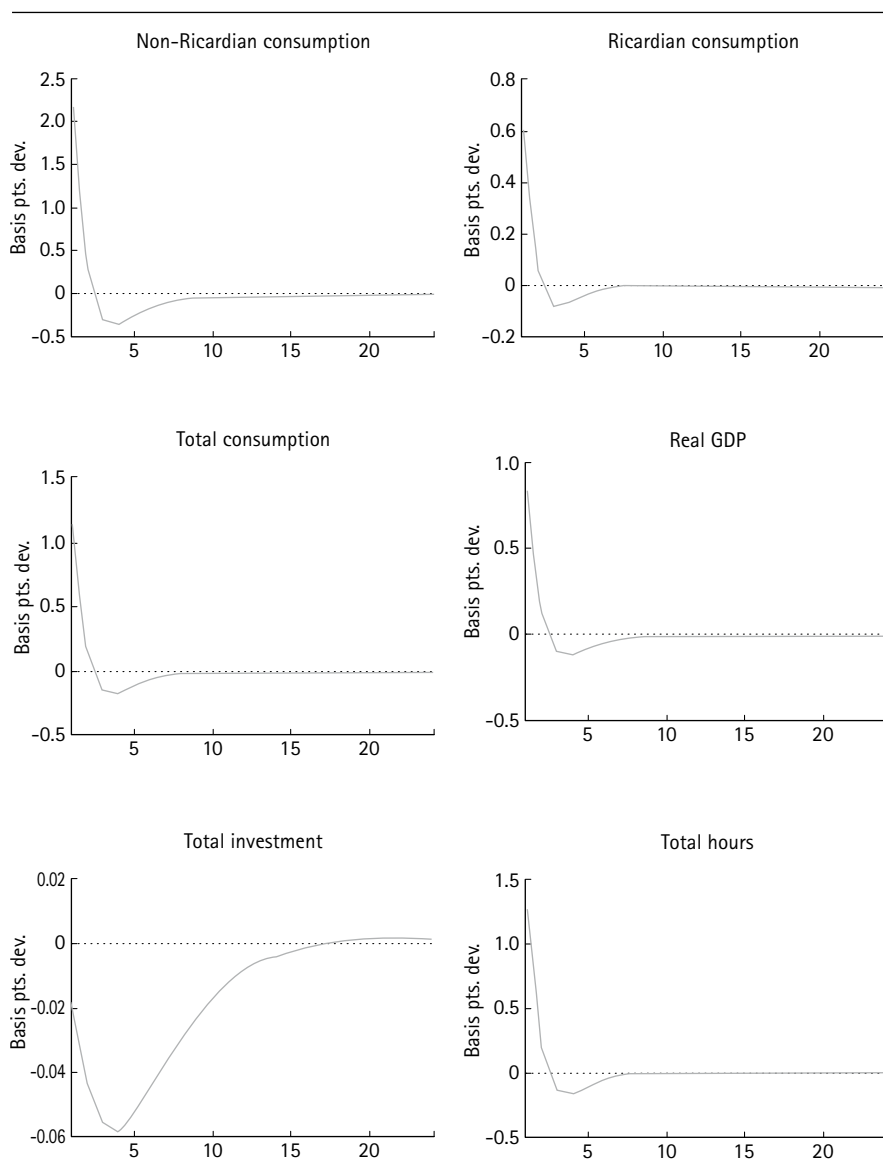 Non-Ricardian consumption
Basis pts. dev.
2.5
2.0
1.5
1.0
0.5
0
–0.5
5 10 15 20
Ricardian consumption
Basis pts. dev.
0.8
0.6
0.4
0.2
0
–0.2
5 10 15 20
Total consumption
Basis pts. dev.
1.5
1.0
0.5
0
–0.5
5 10 15 20
Real GDP
Basis pts. dev.
1.0
0.5
0
–0.5
5 10 15 20
Total investment
Basis pts. dev.
0.02
0
-0.02
-0.04
-0.06
5 10 15 20
Total hours
Basis pts. dev.
1.5
1.0
0.5
0
–0.5
5 10 15 20